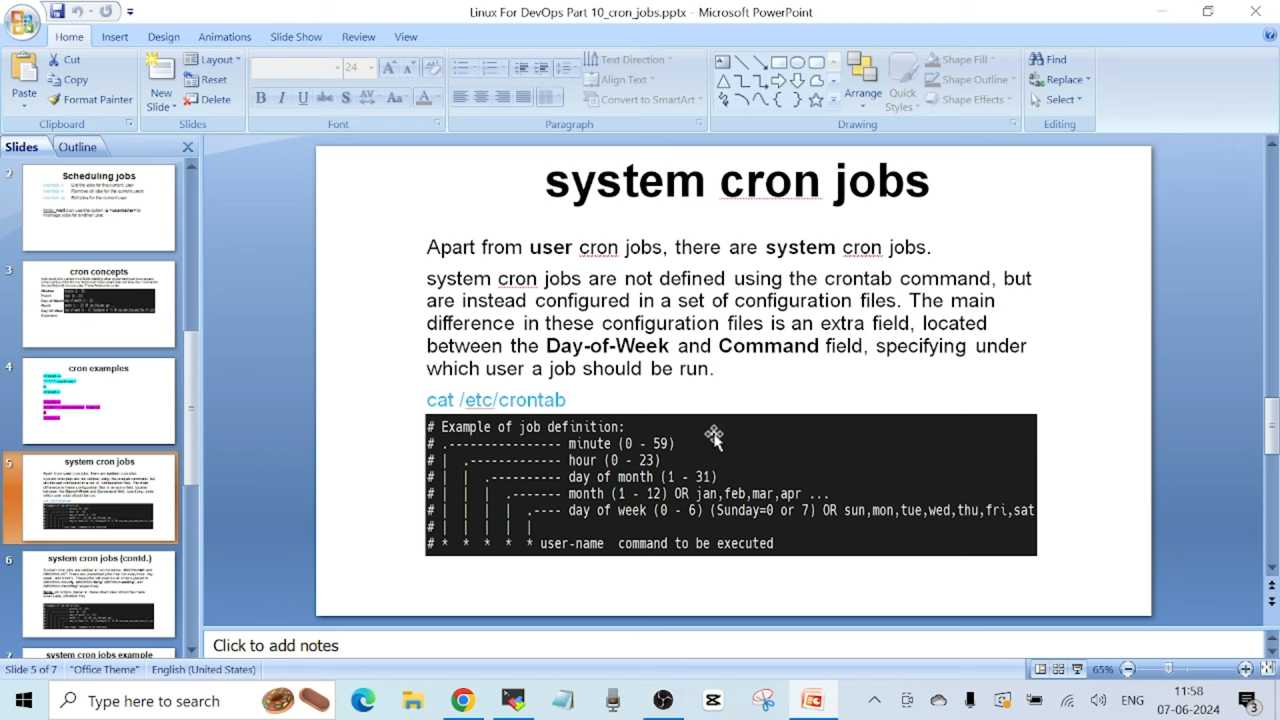 Linux For DevOps Part 10_cron_jobs.pptx - Microsoft PowerPoint
Home Insert Design Animations Slide Show Review View
Paste
Cut
Copy
Format Painter
Clipboard
New Slide
Layout
Reset
Delete
Slides
24
Font
Text Direction
Align Text
Convert to SmartArt
Paragraph
Arrange
Quick Styles
Shape Fill
Shape Outline
Shape Effects
Drawing
Find
Replace
Select
Editing
Slides Outline
2
Scheduling jobs
3
cron concepts
4
cron examples
5
system cron jobs
6
system cron jobs (contd.)
7
system cron jobs example
system cron jobs
Apart from user cron jobs, there are system cron jobs.
system cron jobs are not defined using the crontab command, but
are instead configured in a set of configuration files. The main
difference in these configuration files is an extra field, located
between the Day-of-Week and Command field, specifying under
which user a job should be run.
cat /etc/crontab
# Example of job definition:
# .---------------- minute (0 - 59)
# | .------------- hour (0 - 23)
# | | .---------- day of month (1 - 31)
# | | | .------- month (1 - 12) OR jan,feb,mar,apr ...
# | | | | .---- day of week (0 - 6) (Sunday=0 or 7) OR sun,mon,tue,wed,thu,fri,sat
# | | | | |
# * * * * * user-name command to be executed
Click to add notes
Slide 5 of 7 "Office Theme" English (United States) 65%
Type here to search
ENG
11:58
07-06-2024
3